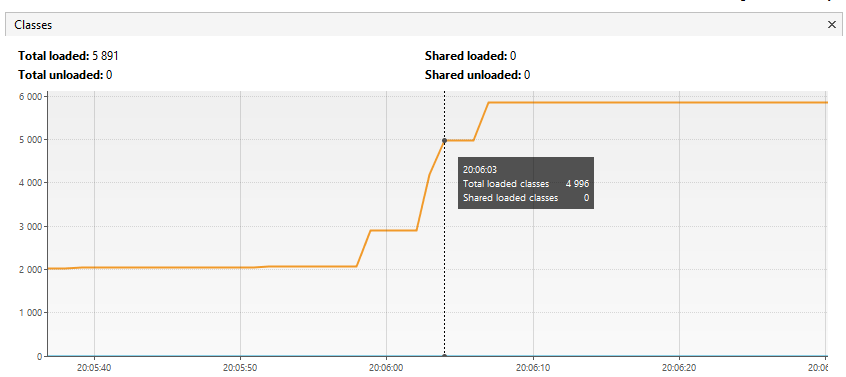 Classes
Total loaded: 5 891
Shared loaded: 0
Total unloaded: 0
Shared unloaded: 0
6 000
5 000
4 000
3 000
2 000
1 000
0
20:06:03
Total loaded classes 4 996
Shared loaded classes 0
20:05:40 20:05:50 20:06:00 20:06:10 20:06:20